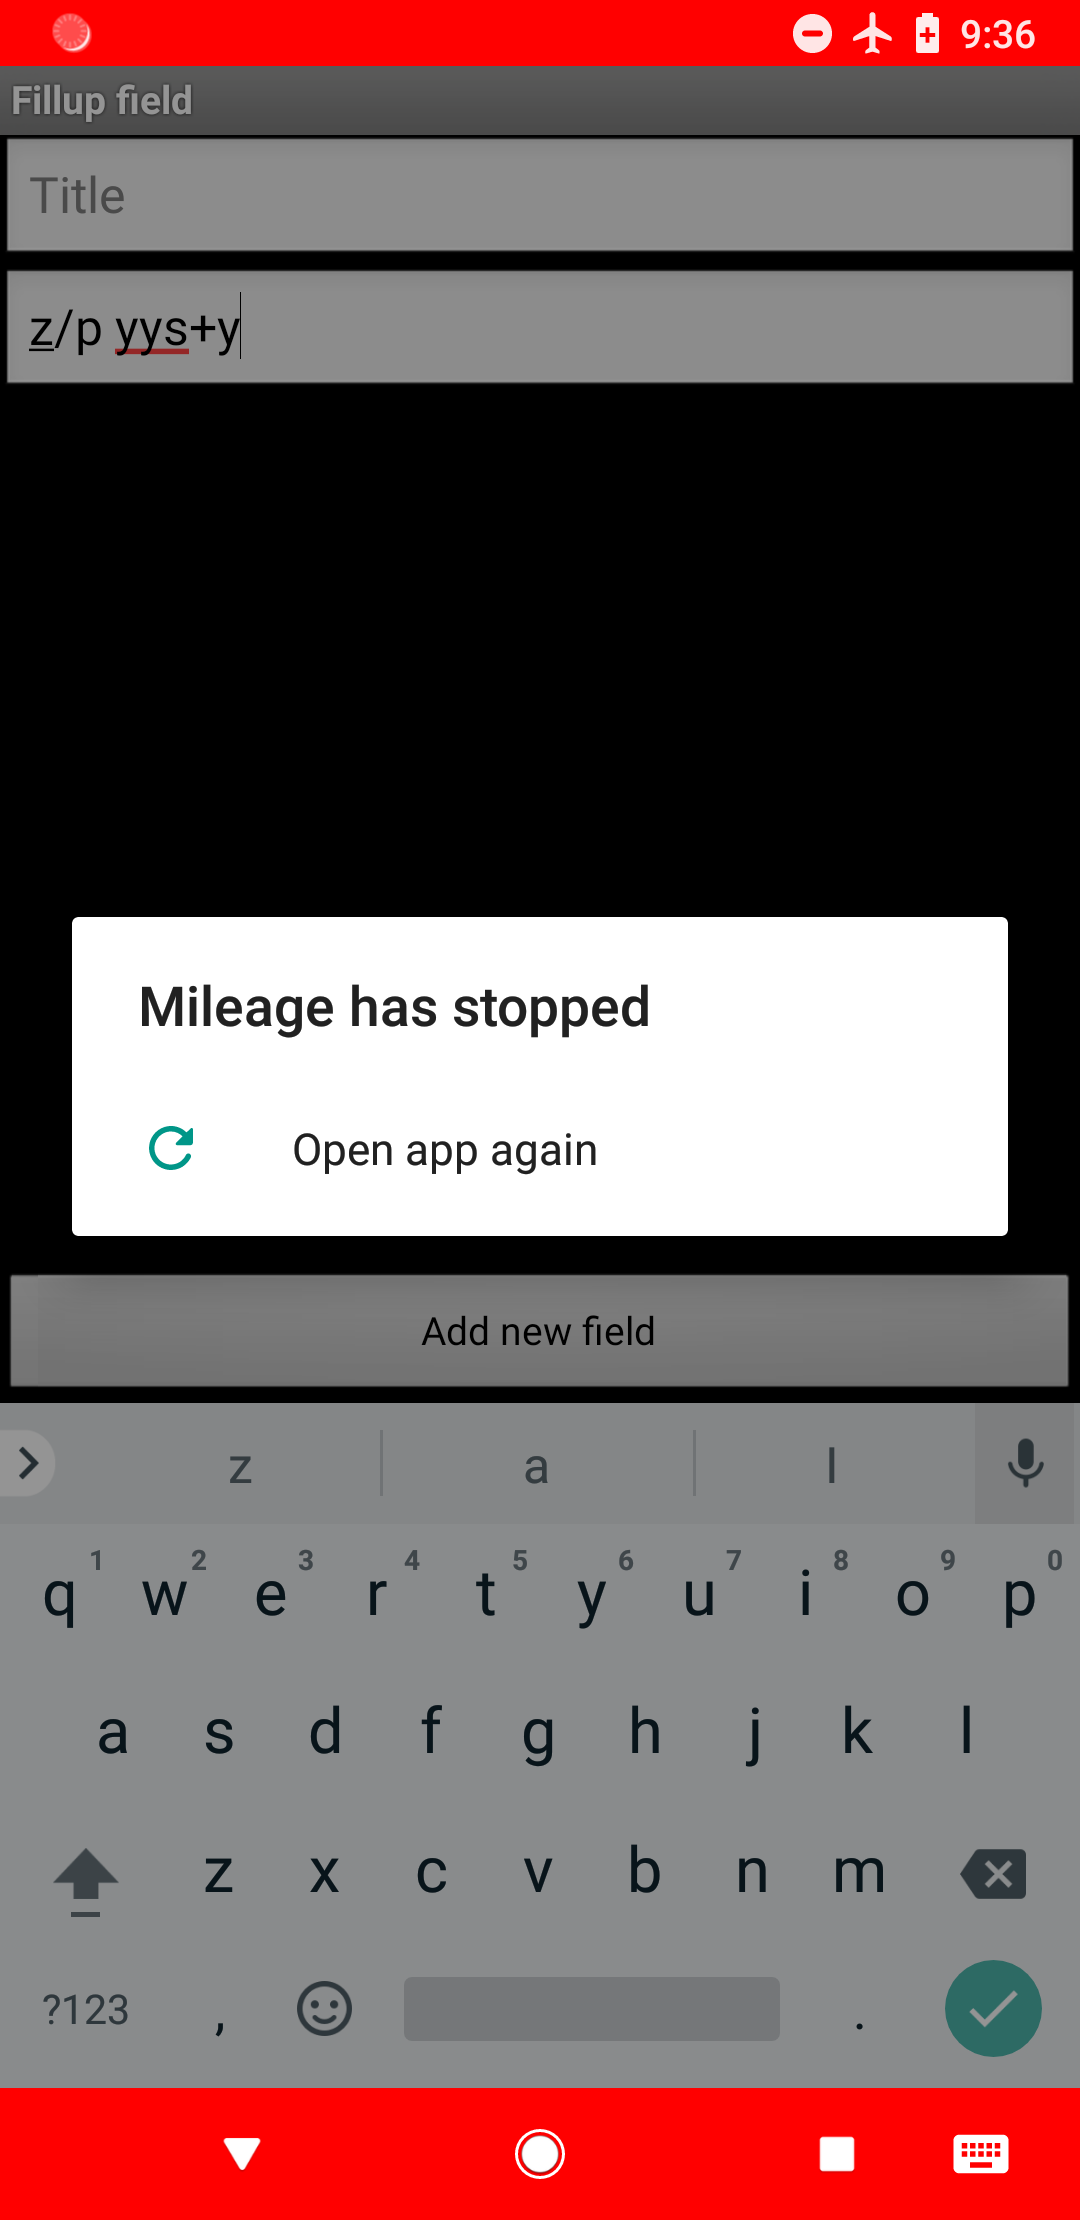 9:36
Fillup field
Title
z/p yys+y
Mileage has stopped
Open app again
Add new field
z a l
1 2 3 4 5 6 7 8 9 0
q w e r t y u i o p
a s d f g h j k l
z x c v b n m
?123 , .